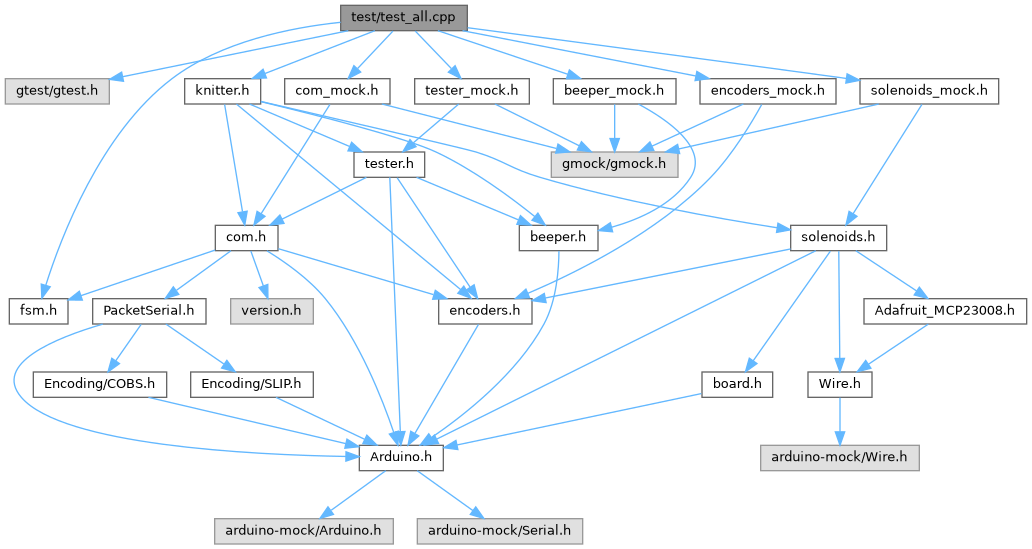 test/test_all.cpp
gtest/gtest.h
knitter.h
com_mock.h
tester_mock.h
beeper_mock.h
encoders_mock.h
solenoids_mock.h
tester.h
gmock/gmock.h
com.h
beeper.h
solenoids.h
fsm.h
PacketSerial.h
version.h
encoders.h
Adafruit_MCP23008.h
Encoding/COBS.h
Encoding/SLIP.h
board.h
Wire.h
Arduino.h
arduino-mock/Wire.h
arduino-mock/Arduino.h
arduino-mock/Serial.h